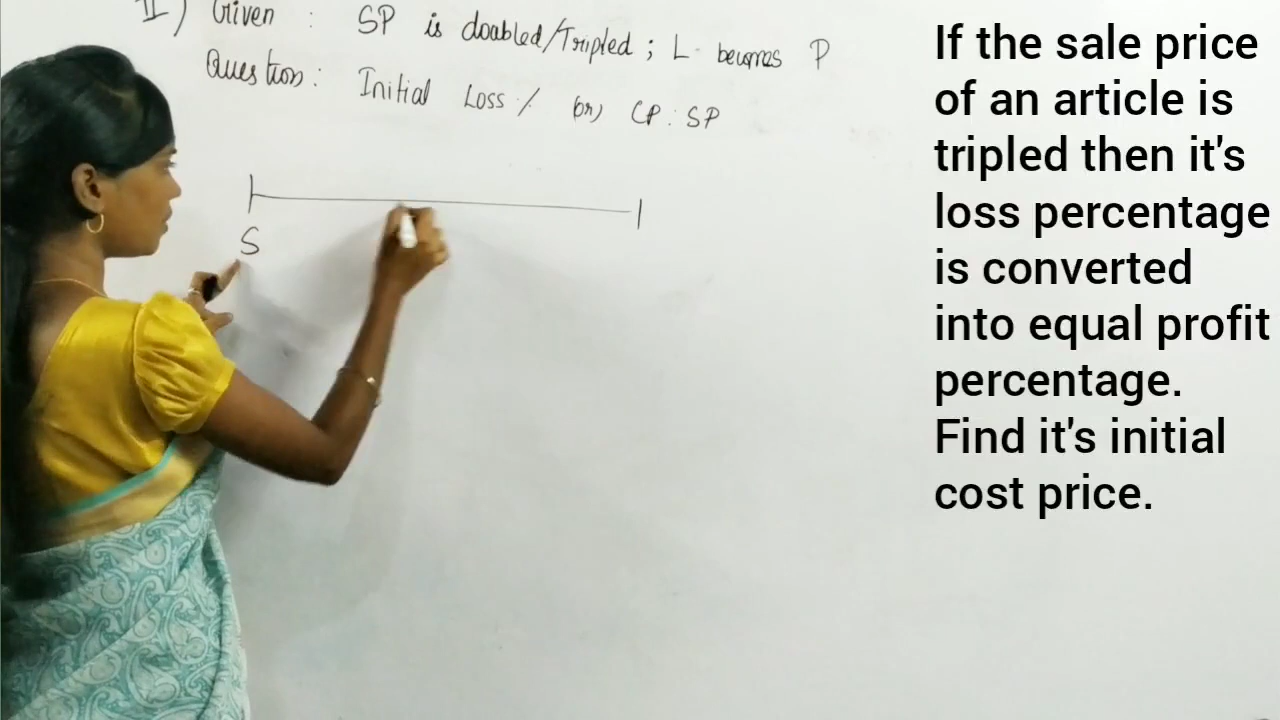 II) Given : SP is doubled/Tripled ; L becomes P
Question : Initial Loss % (or) CP : SP
S
If the sale price
of an article is
tripled then it's
loss percentage
is converted
into equal profit
percentage.
Find it's initial
cost price.